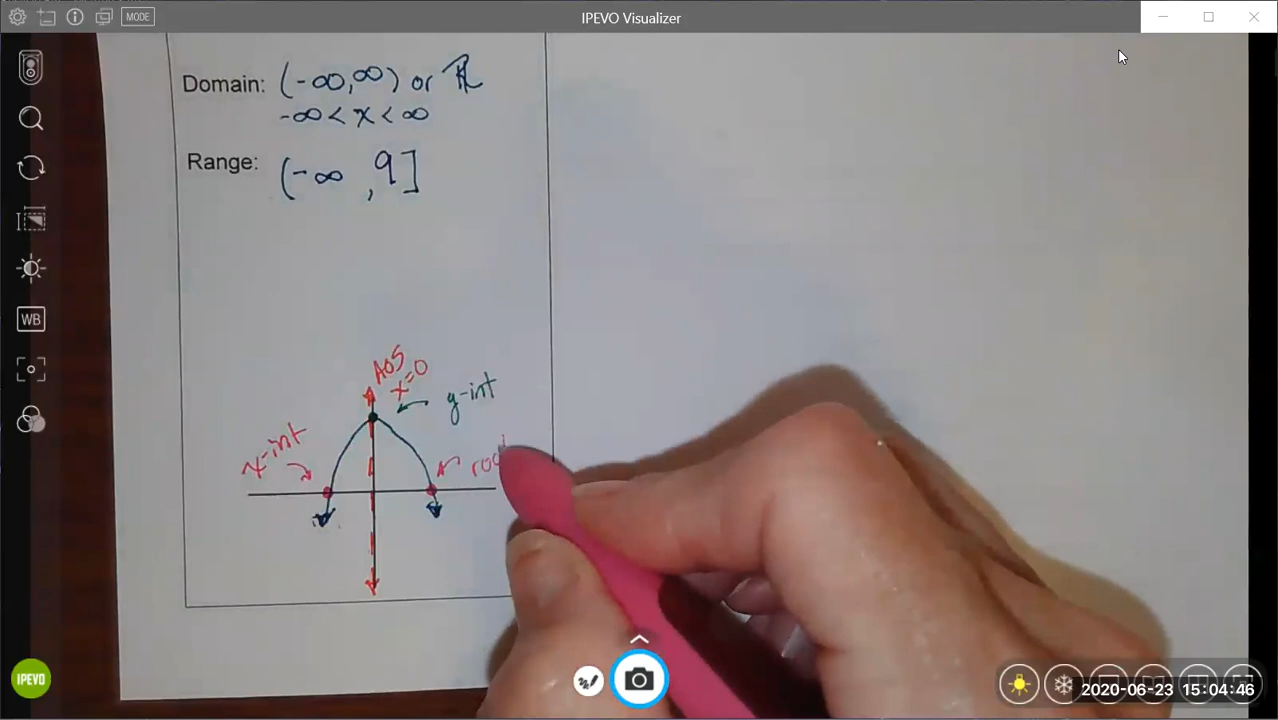 MODE
IPEVO Visualizer
Domain: (-∞,∞) or ℝ
-∞ < x < ∞
Range: (-∞, 9]
WB
AOS
x=0
y-int
x-int
IPEVO
2020-06-23 15:04:46